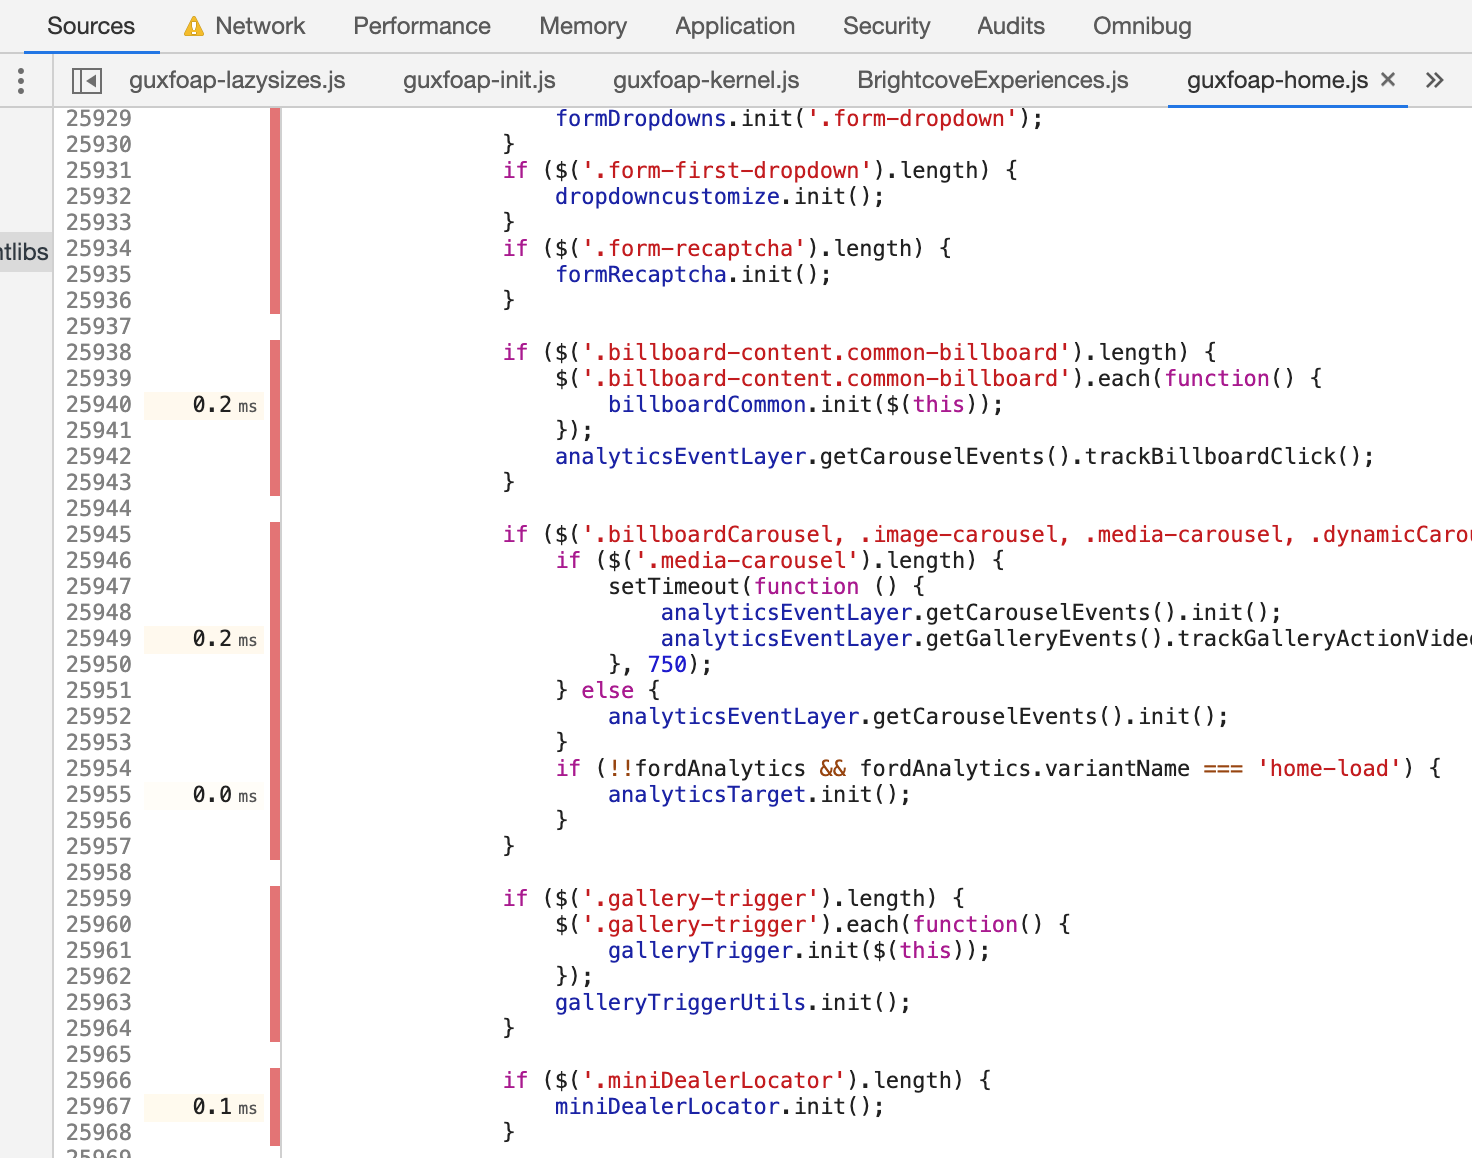 Sources Network Performance Memory Application Security Audits Omnibug
guxfoap-lazysizes.js guxfoap-init.js guxfoap-kernel.js BrightcoveExperiences.js guxfoap-home.js × »
ntlibs
25929 formDropdowns.init('.form-dropdown');
25930 }
25931 if ($('.form-first-dropdown').length) {
25932 dropdowncustomize.init();
25933 }
25934 if ($('.form-recaptcha').length) {
25935 formRecaptcha.init();
25936 }
25937
25938 if ($('.billboard-content.common-billboard').length) {
25939 $('.billboard-content.common-billboard').each(function() {
25940 0.2 ms billboardCommon.init($(this));
25941 });
25942 analyticsEventLayer.getCarouselEvents().trackBillboardClick();
25943 }
25944
25945 if ($('.billboardCarousel, .image-carousel, .media-carousel, .dynamicCarou
25946 if ($('.media-carousel').length) {
25947 setTimeout(function () {
25948 analyticsEventLayer.getCarouselEvents().init();
25949 0.2 ms analyticsEventLayer.getGalleryEvents().trackGalleryActionVideo
25950 }, 750);
25951 } else {
25952 analyticsEventLayer.getCarouselEvents().init();
25953 }
25954 if (!!fordAnalytics && fordAnalytics.variantName === 'home-load') {
25955 0.0 ms analyticsTarget.init();
25956 }
25957 }
25958
25959 if ($('.gallery-trigger').length) {
25960 $('.gallery-trigger').each(function() {
25961 galleryTrigger.init($(this));
25962 });
25963 galleryTriggerUtils.init();
25964 }
25965
25966 if ($('.miniDealerLocator').length) {
25967 0.1 ms miniDealerLocator.init();
25968 }
25969